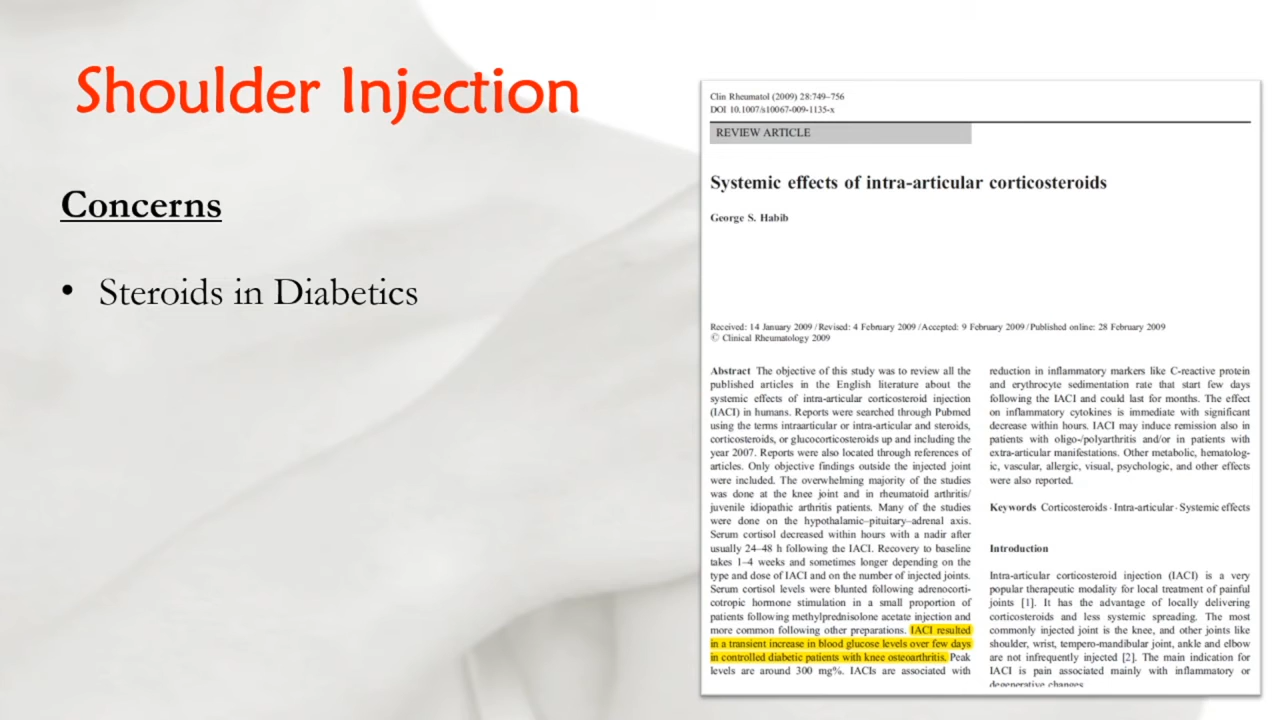 Shoulder Injection
Concerns
• Steroids in Diabetics
Clin Rheumatol (2009) 28:749–756
DOI 10.1007/s10067-009-1135-x
REVIEW ARTICLE
Systemic effects of intra-articular corticosteroids
George S. Habib
Received: 14 January 2009 / Revised: 4 February 2009 / Accepted: 9 February 2009 / Published online: 28 February 2009
© Clinical Rheumatology 2009
Abstract The objective of this study was to review all the
published articles in the English literature about the
systemic effects of intra-articular corticosteroid injection
(IACI) in humans. Reports were searched through Pubmed
using the terms intraarticular or intra-articular and steroids,
corticosteroids, or glucocorticosteroids up and including the
year 2007. Reports were also located through references of
articles. Only objective findings outside the injected joint
were included. The overwhelming majority of the studies
was done at the knee joint and in rheumatoid arthritis/
juvenile idiopathic arthritis patients. Many of the studies
were done on the hypothalamic–pituitary–adrenal axis.
Serum cortisol decreased within hours with a nadir after
usually 24–48 h following the IACI. Recovery to baseline
takes 1–4 weeks and sometimes longer depending on the
type and dose of IACI and on the number of injected joints.
Serum cortisol levels were blunted following adrenocorti-
cotropic hormone stimulation in a small proportion of
patients following methylprednisolone acetate injection and
more common following other preparations. IACI resulted
in a transient increase in blood glucose levels over few days
in controlled diabetic patients with knee osteoarthritis. Peak
levels are around 300 mg%. IACIs are associated with
reduction in inflammatory markers like C-reactive protein
and erythrocyte sedimentation rate that start few days
following the IACI and could last for months. The effect
on inflammatory cytokines is immediate with significant
decrease within hours. IACI may induce remission also in
patients with oligo-/polyarthritis and/or in patients with
extra-articular manifestations. Other metabolic, hematolog-
ic, vascular, allergic, visual, psychologic, and other effects
were also reported.
Keywords Corticosteroids · Intra-articular · Systemic effects
Introduction
Intra-articular corticosteroid injection (IACI) is a very
popular therapeutic modality for local treatment of painful
joints [1]. It has the advantage of locally delivering
corticosteroids and less systemic spreading. The most
commonly injected joint is the knee, and other joints like
shoulder, wrist, tempero-mandibular joint, ankle and elbow
are not infrequently injected [2]. The main indication for
IACI is pain associated mainly with inflammatory or
degenerative changes